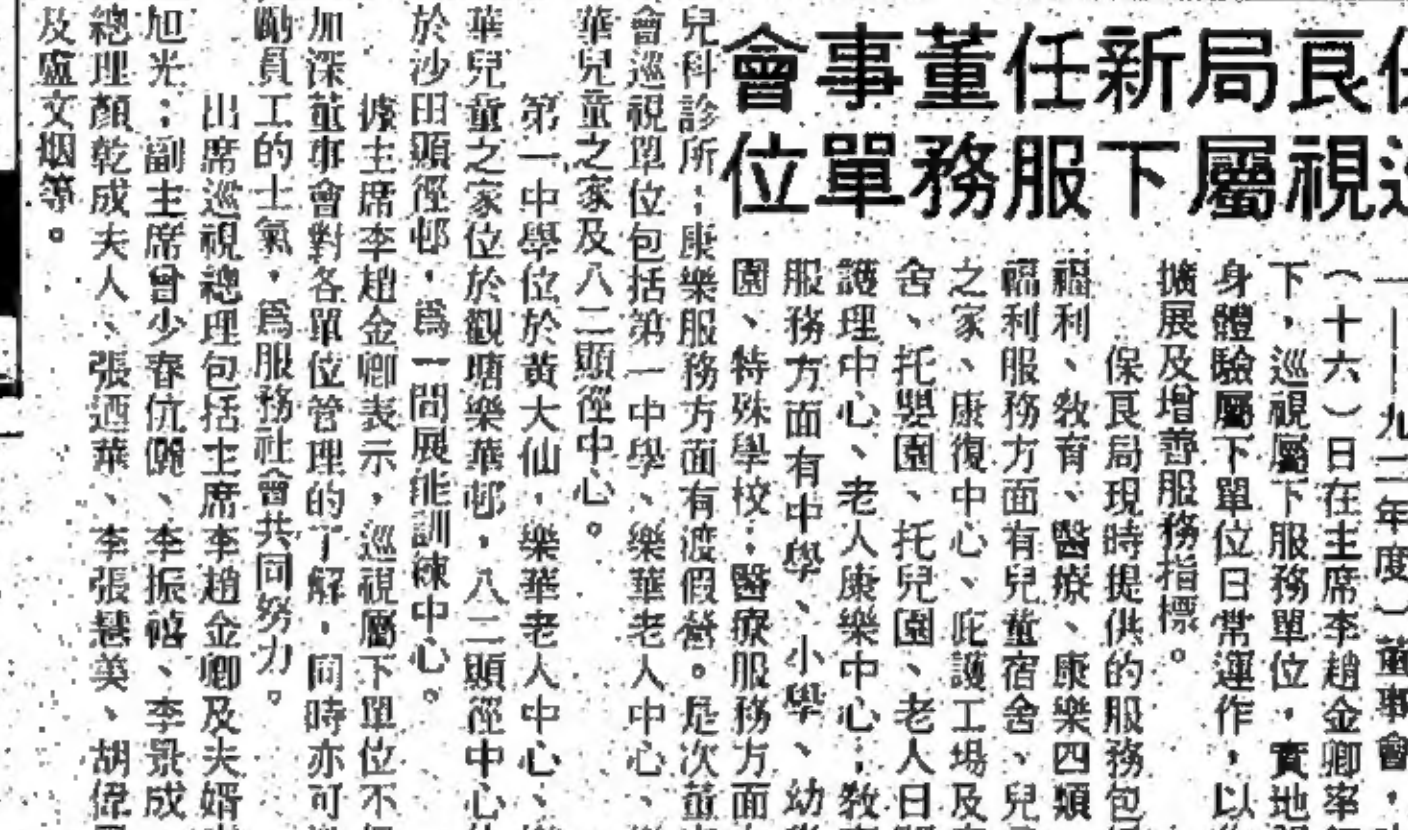 良局新任董事會
視屬下服務單位
九二年度）董事會，
（十六）日在主席李趙金卿率
下，巡視屬下服務單位，實地
身體驗屬下單位日常運作，以
擴展及增善服務指標。
保良局現時提供的服務包
福利、教育、醫療、康樂四類
福利服務方面有兒童宿舍、兒
之家、康復中心、庇護工場及
舍、托嬰園、托兒園、老人日
護理中心、老人康樂中心；教
服務方面有中學、小學、幼
園、特殊學校；醫療服務方面
兒科診所；康樂服務方面有渡假營。是次董
會巡視單位包括第一中學、樂華老人中心、
華兒童之家及八二顯徑中心。
第一中學位於黃大仙，樂華老人中心、
華兒童之家位於觀塘樂華邨，八二顯徑中心
於沙田顯徑邨，爲一間展能訓練中心。
據主席李趙金卿表示，巡視屬下單位不
加深董事會對各單位管理的了解，同時亦可
勵員工的士氣，爲服務社會共同努力。
出席巡視總理包括主席李趙金卿及夫婿
旭光；副主席曾少春伉儷、李振禧、李景成
總理顏乾成夫人、張迺華、李張慧美、胡偉
及盧文烟等。